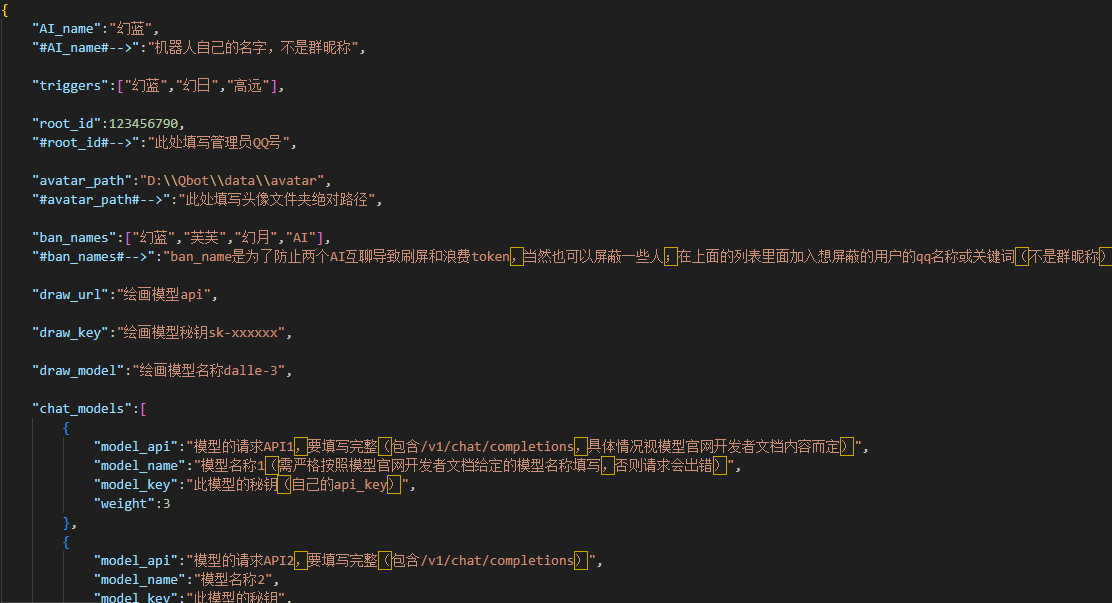 {
"AI_name":"幻蓝",
"#AI_name#-->":"机器人自己的名字，不是群昵称",
"triggers":["幻蓝","幻日","高远"],
"root_id":123456790,
"#root_id#-->":"此处填写管理员QQ号",
"avatar_path":"D:\\Qbot\\data\\avatar",
"#avatar_path#-->":"此处填写头像文件夹绝对路径",
"ban_names":["幻蓝","芙芙","幻月","AI"],
"#ban_names#-->":"ban_name是为了防止两个AI互聊导致刷屏和浪费token，当然也可以屏蔽一些人；在上面的列表里面加入想屏蔽的用户的qq名称或关键词（不是群昵称）
"draw_url":"绘画模型api",
"draw_key":"绘画模型秘钥sk-xxxxxx",
"draw_model":"绘画模型名称dalle-3",
"chat_models":[
{
"model_api":"模型的请求API1，要填写完整（包含/v1/chat/completions，具体情况视模型官网开发者文档内容而定）",
"model_name":"模型名称1（需严格按照模型官网开发者文档给定的模型名称填写，否则请求会出错）",
"model_key":"此模型的秘钥（自己的api_key）",
"weight":3
},
{
"model_api":"模型的请求API2，要填写完整（包含/v1/chat/completions）",
"model_name":"模型名称2",
"model_key":"此模型的秘钥",